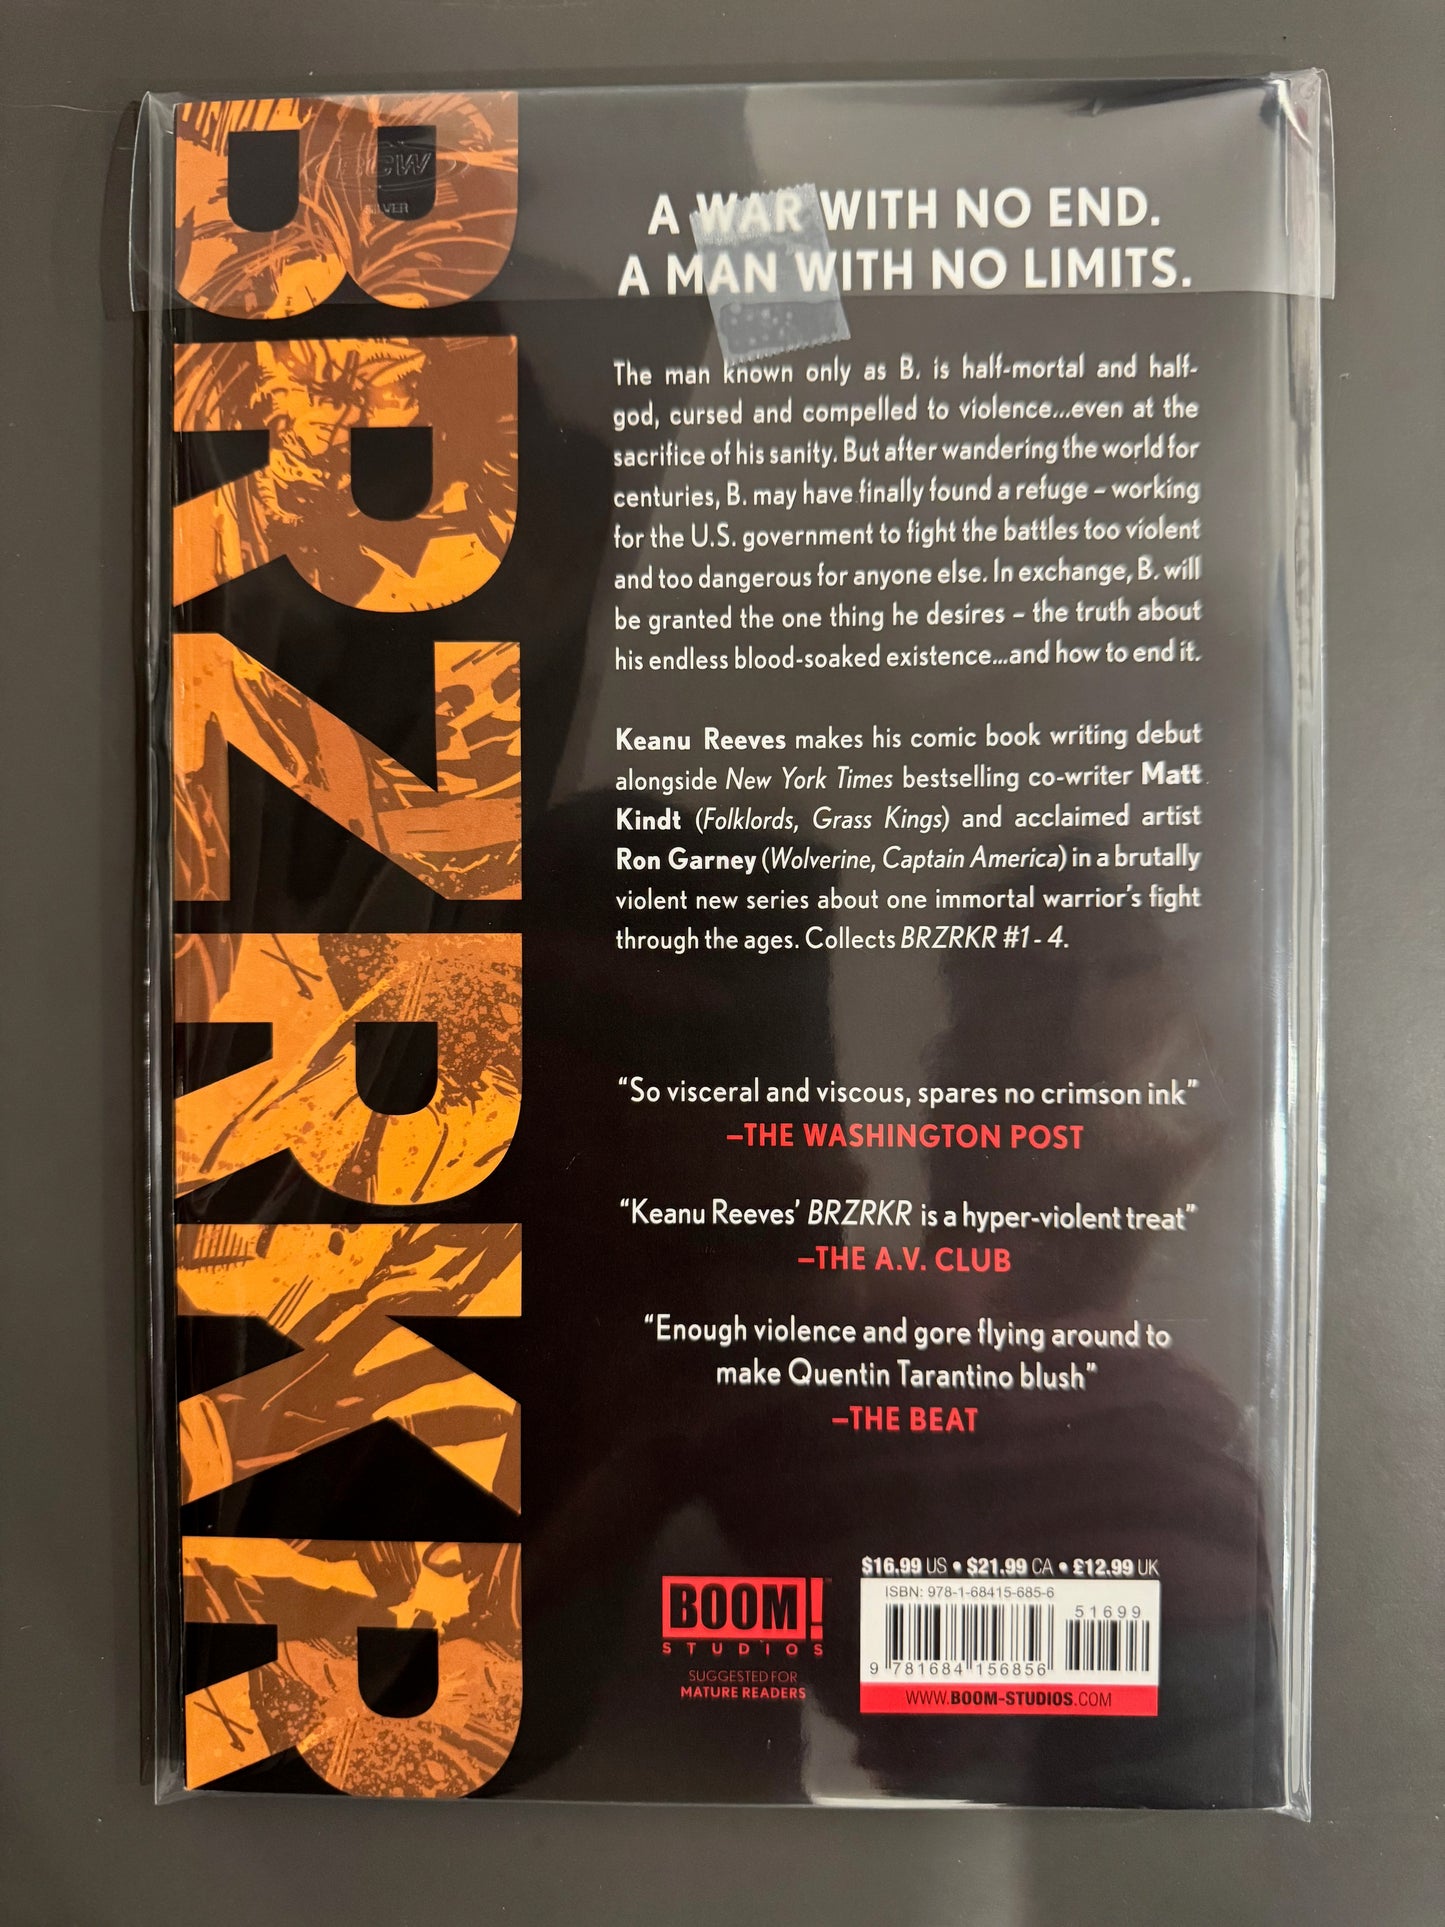 BRZRKR
BCW
SILVER
A WAR WITH NO END.
A MAN WITH NO LIMITS.
The man known only as B. is half-mortal and half-
god, cursed and compelled to violence...even at the
sacrifice of his sanity. But after wandering the world for
centuries, B. may have finally found a refuge – working
for the U.S. government to fight the battles too violent
and too dangerous for anyone else. In exchange, B. will
be granted the one thing he desires – the truth about
his endless blood-soaked existence...and how to end it.
Keanu Reeves makes his comic book writing debut
alongside New York Times bestselling co-writer Matt
Kindt (Folklords, Grass Kings) and acclaimed artist
Ron Garney (Wolverine, Captain America) in a brutally
violent new series about one immortal warrior's fight
through the ages. Collects BRZRKR #1 - 4.
“So visceral and viscous, spares no crimson ink”
–THE WASHINGTON POST
“Keanu Reeves’ BRZRKR is a hyper-violent treat”
–THE A.V. CLUB
“Enough violence and gore flying around to
make Quentin Tarantino blush”
–THE BEAT
$16.99 US • $21.99 CA • £12.99 UK
ISBN: 978-1-68415-685-6
51699
9 781684 156856
WWW.BOOM-STUDIOS.COM
BOOM!™
STUDIOS
SUGGESTED FOR
MATURE READERS